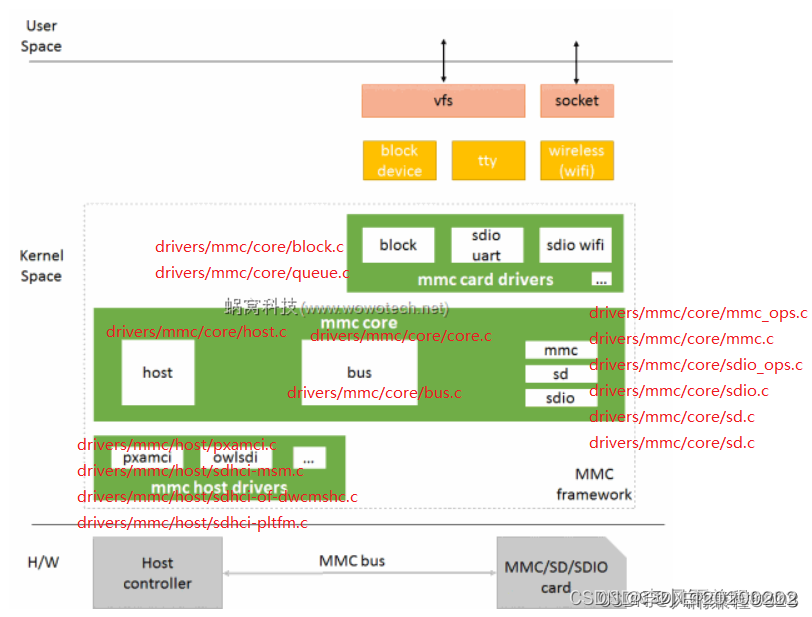 User
Space
vfs
socket
block
device
tty
wireless
(wifi)
Kernel
Space
drivers/mmc/core/block.c
drivers/mmc/core/queue.c
block
sdio
uart
sdio wifi
mmc card drivers
...
蜗窝科技(www.wowotech.net)
mmc core
drivers/mmc/core/host.c
drivers/mmc/core/core.c
host
bus
drivers/mmc/core/bus.c
mmc
sd
sdio
drivers/mmc/core/mmc_ops.c
drivers/mmc/core/mmc.c
drivers/mmc/core/sdio_ops.c
drivers/mmc/core/sdio.c
drivers/mmc/core/sd.c
drivers/mmc/core/sd.c
drivers/mmc/host/pxamci.c
pxamci
owlsdi
...
drivers/mmc/host/sdhci-msm.c
mmc host drivers
drivers/mmc/host/sdhci-of-dwcmshc.c
drivers/mmc/host/sdhci-pltfm.c
MMC
framework
H/W
Host
controller
MMC bus
MMC/SD/SDIO
card